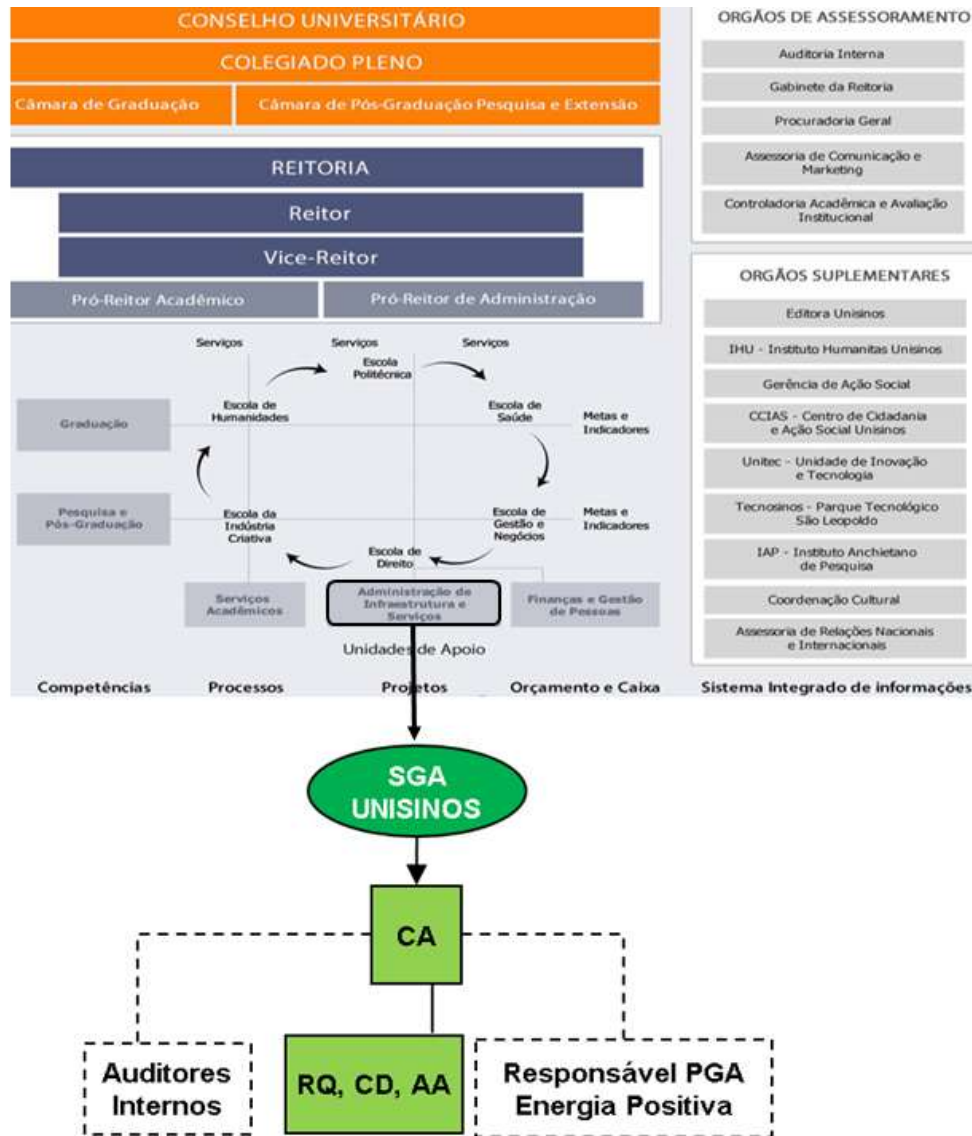 CONSELHO UNIVERSITÁRIO
COLEGIADO PLENO
Câmara de Graduação
Câmara de Pós-Graduação Pesquisa e Extensão
REITORIA
Reitor
Vice-Reitor
Pró-Reitor Acadêmico
Pró-Reitor de Administração
Serviços
Serviços
Serviços
Escola
Politécnica
Graduação
Escola de
Humanidades
Escola de
Saúde
Metas e
Indicadores
Pesquisa e
Pós-Graduação
Escola da
Indústria
Criativa
Escola de
Gestão e
Negócios
Metas e
Indicadores
Escola de
Direito
Serviços
Acadêmicos
Administração de
Infraestrutura e
Serviços
Finanças e Gestão
de Pessoas
Unidades de Apoio
Competências
Processos
Projetos
Orçamento e Caixa
Sistema Integrado de informações
ORGÃOS DE ASSESSORAMENTO
Auditoria Interna
Gabinete da Reitoria
Procuradoria Geral
Assessoria de Comunicação e
Marketing
Controladoria Acadêmica e Avaliação
Institucional
ORGÃOS SUPLEMENTARES
Editora Unisinos
IHU - Instituto Humanitas Unisinos
Gerência de Ação Social
CCIAS - Centro de Cidadania
e Ação Social Unisinos
Unitec - Unidade de Inovação
e Tecnologia
Tecnosinos - Parque Tecnológico
São Leopoldo
IAP - Instituto Anchietano
de Pesquisa
Coordenação Cultural
Assessoria de Relações Nacionais
e Internacionais
SGA
UNISINOS
CA
Auditores
Internos
RQ, CD, AA
Responsável PGA
Energia Positiva